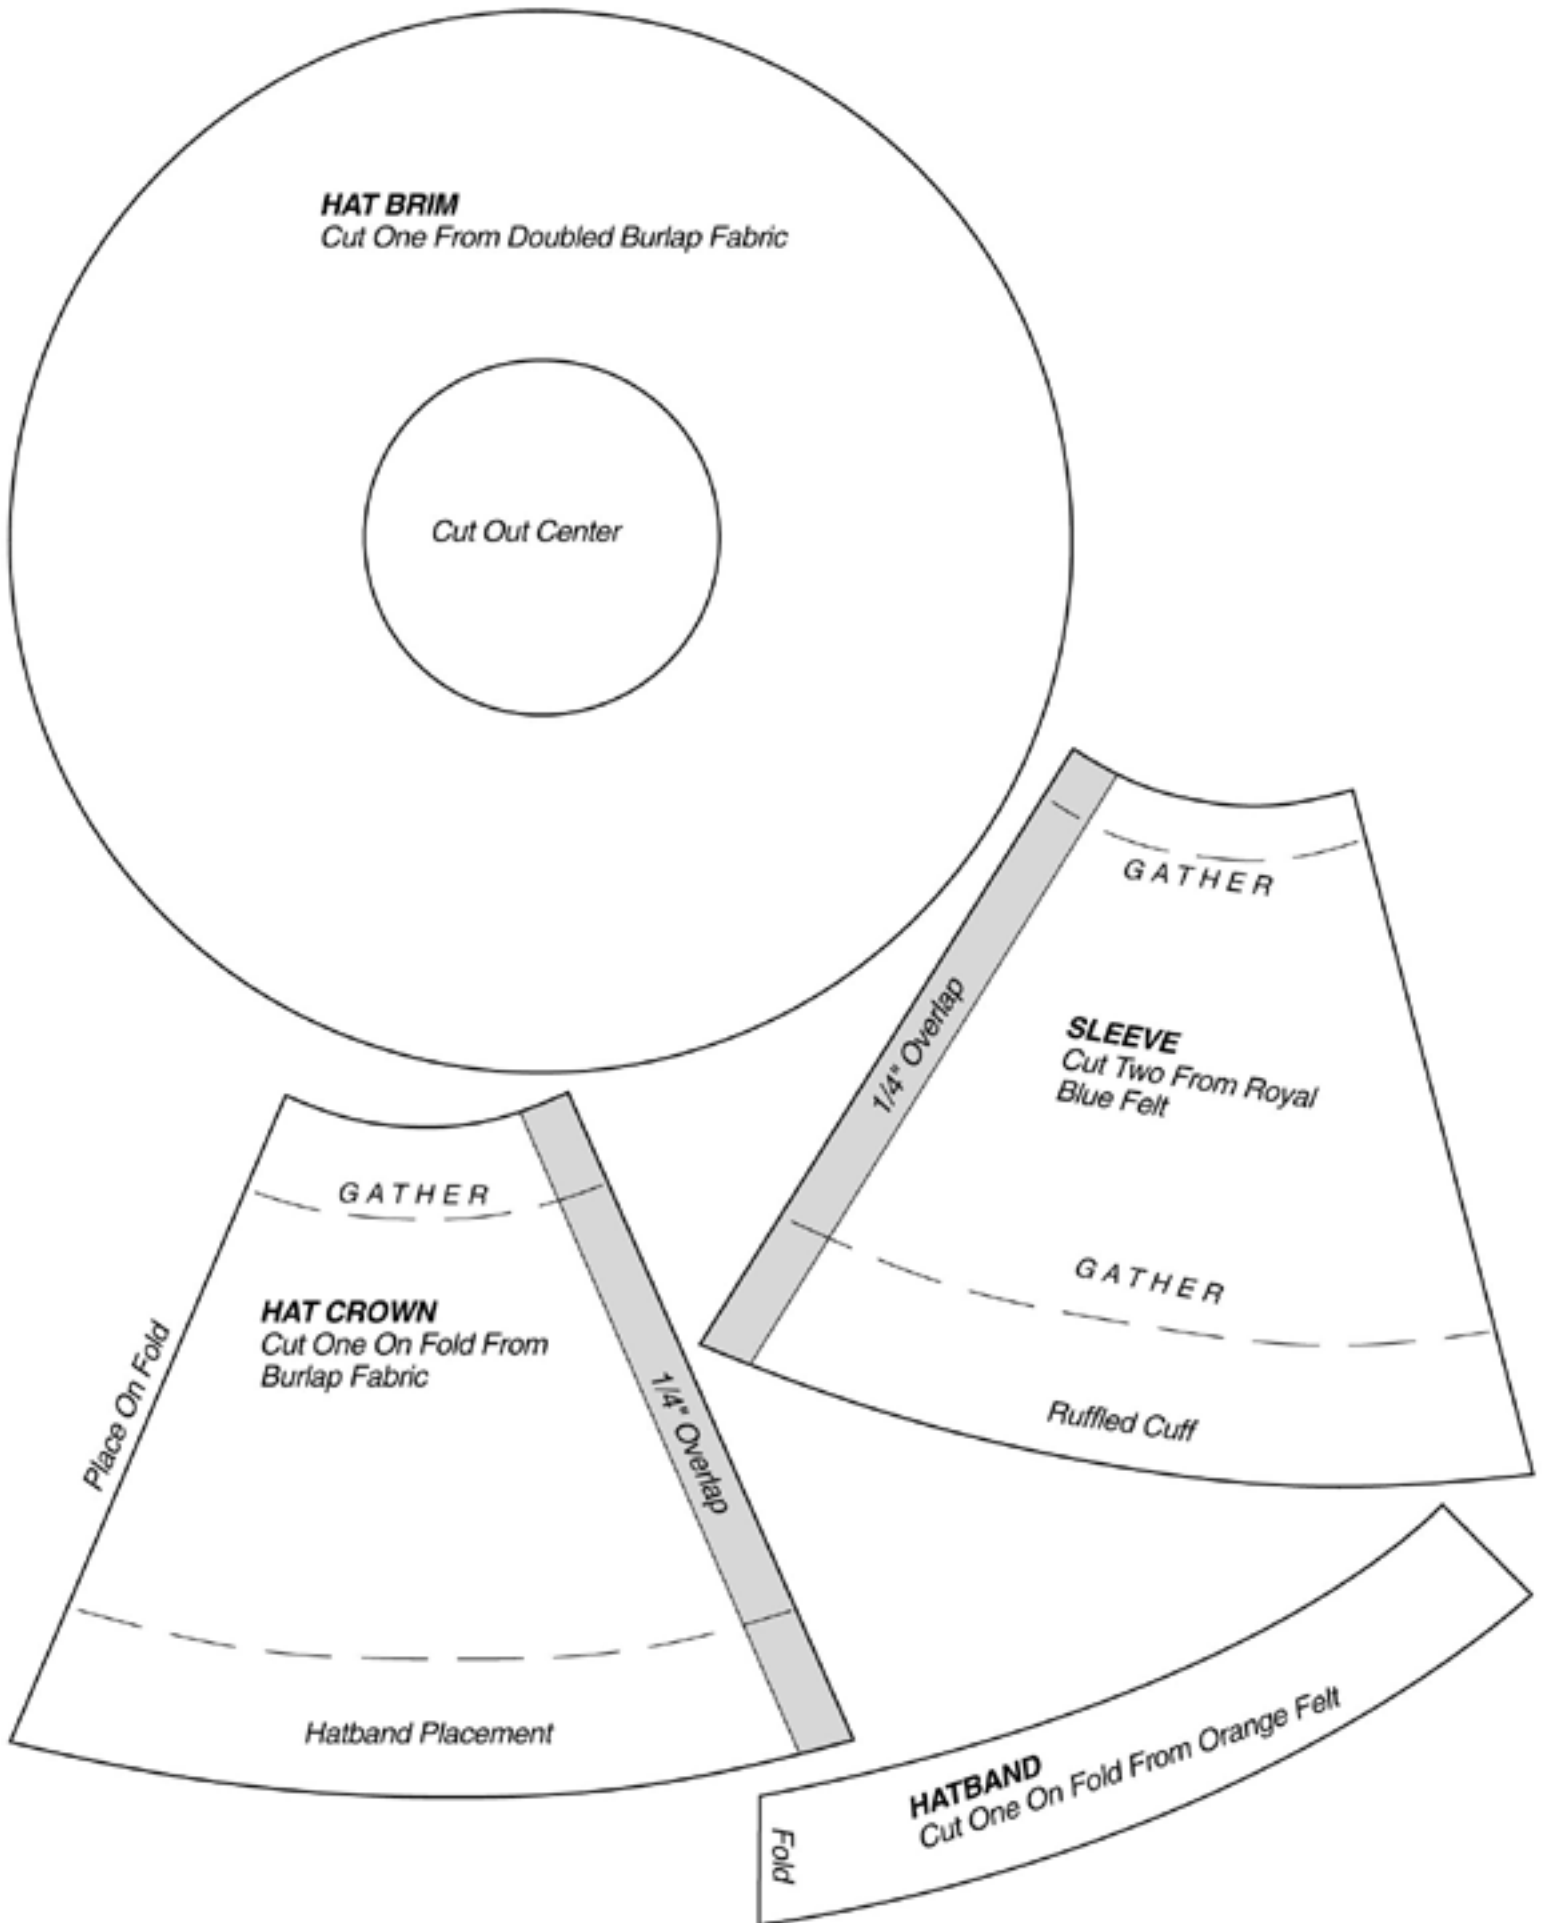 HAT BRIM
Cut One From Doubled Burlap Fabric
Cut Out Center
GATHER
1/4" Overlap
SLEEVE
Cut Two From Royal
Blue Felt
GATHER
Ruffled Cuff
GATHER
HAT CROWN
Cut One On Fold From
Burlap Fabric
Place On Fold
1/4" Overlap
Hatband Placement
HATBAND
Cut One On Fold From Orange Felt
Fold